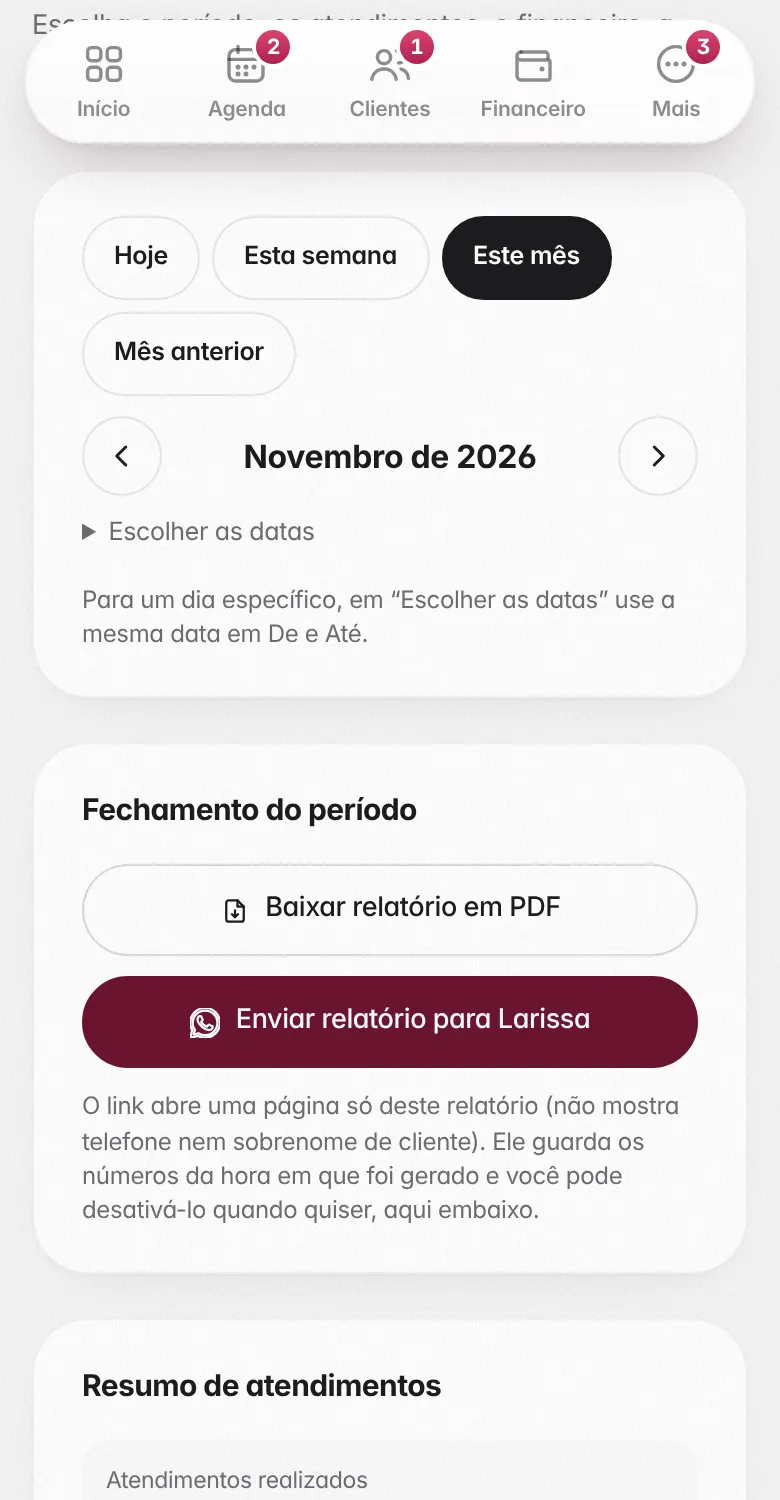 2
1
3
Início
Agenda
Clientes
Financeiro
Mais
Hoje
Esta semana
Este mês
Mês anterior
Novembro de 2026
Escolher as datas
Para um dia específico, em “Escolher as datas” use a
mesma data em De e Até.
Fechamento do período
Baixar relatório em PDF
Enviar relatório para Larissa
O link abre uma página só deste relatório (não mostra
telefone nem sobrenome de cliente). Ele guarda os
números da hora em que foi gerado e você pode
desativá-lo quando quiser, aqui embaixo.
Resumo de atendimentos
Atendimentos realizados